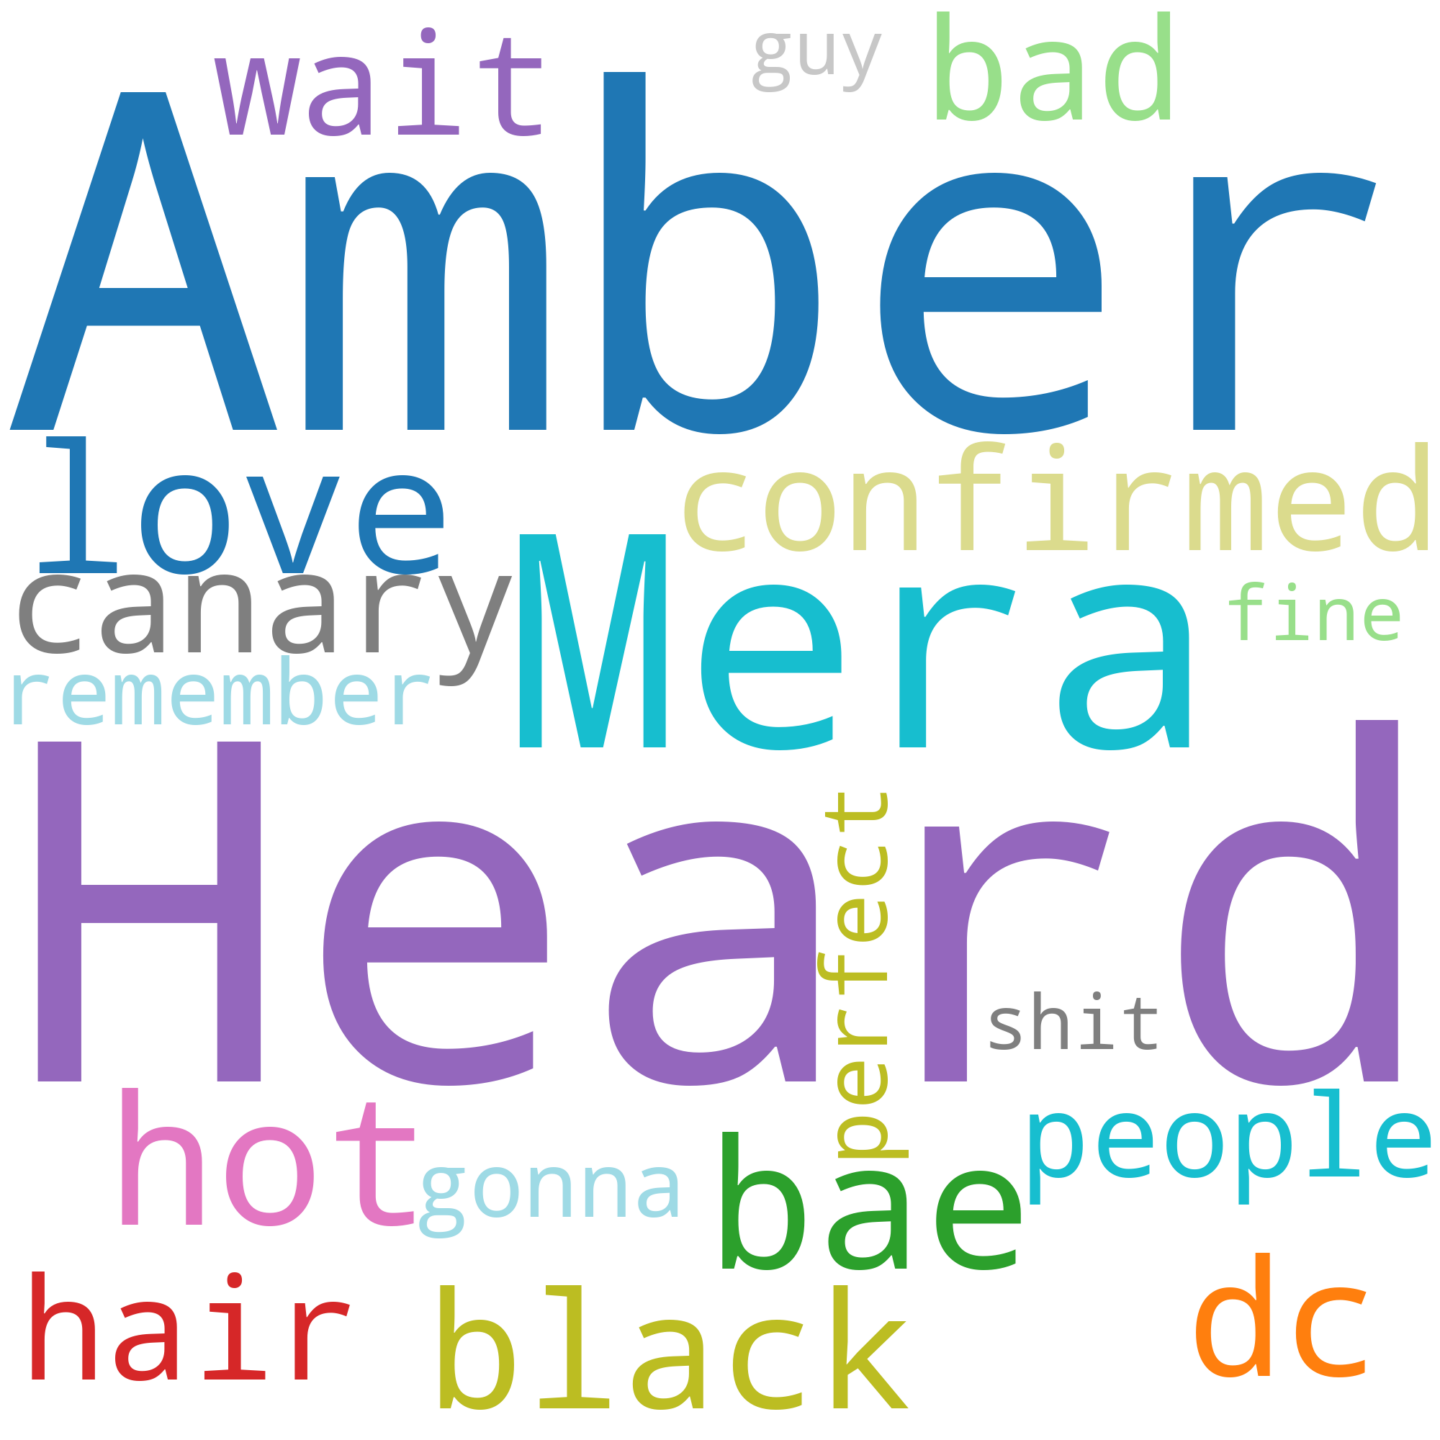 wait
guy
bad
Amber
love
confirmed
canary
Mera
fine
remember
Heard
perfect
shit
hot
gonna
bae
people
hair
black
dc